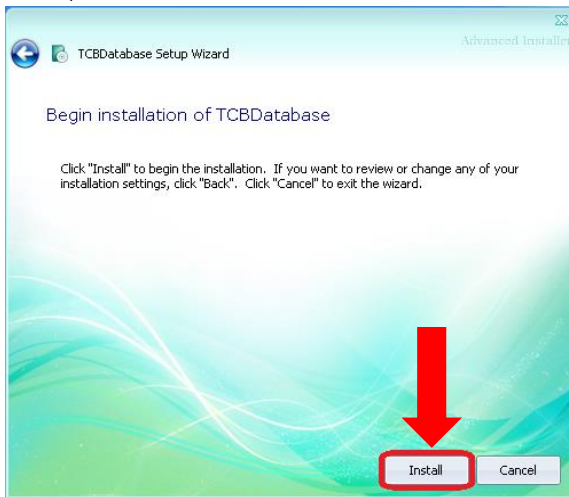 Advanced Installer
TCBDatabase Setup Wizard
Begin installation of TCBDatabase
Click "Install" to begin the installation. If you want to review or change any of your
installation settings, click "Back". Click "Cancel" to exit the wizard.
Install Cancel